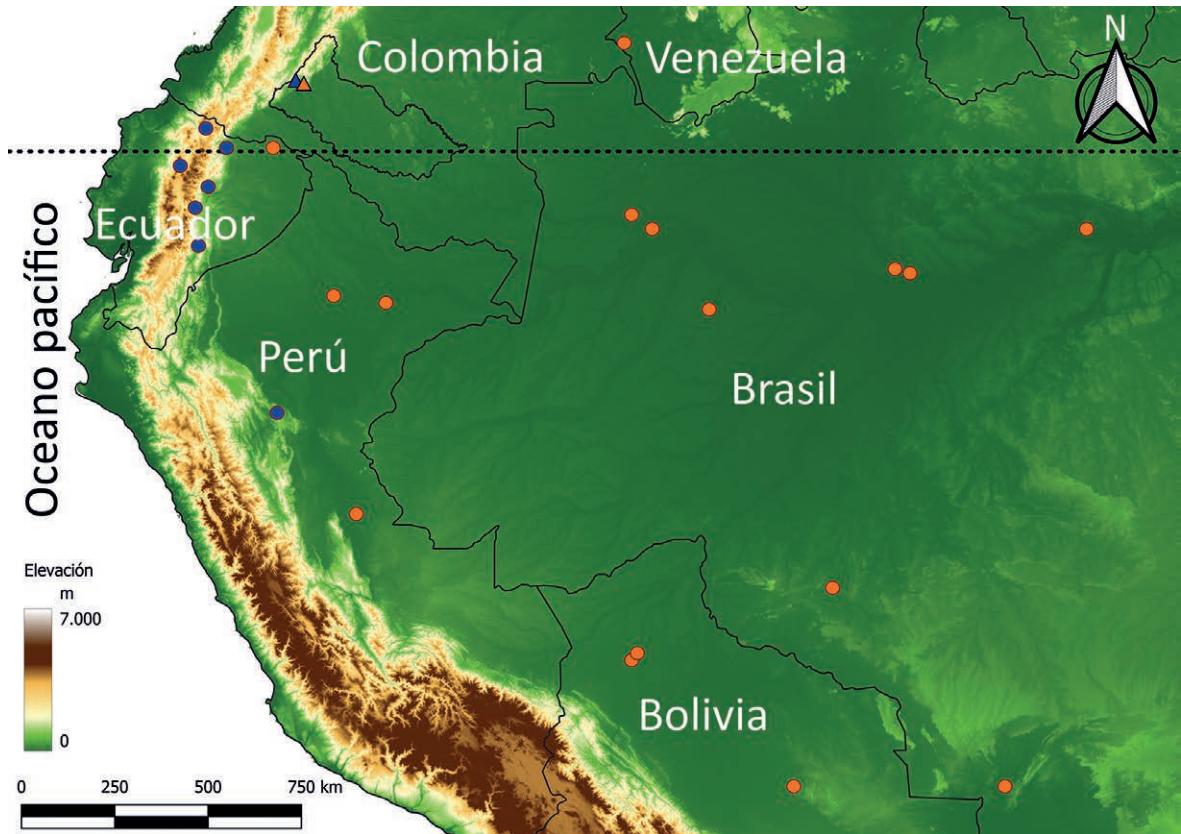 Colombia
Venezuela
N
Ecuador
Oceano pacífico
Perú
Brasil
Bolivia
Elevación
m
7.000
0
0 250 500 750 km